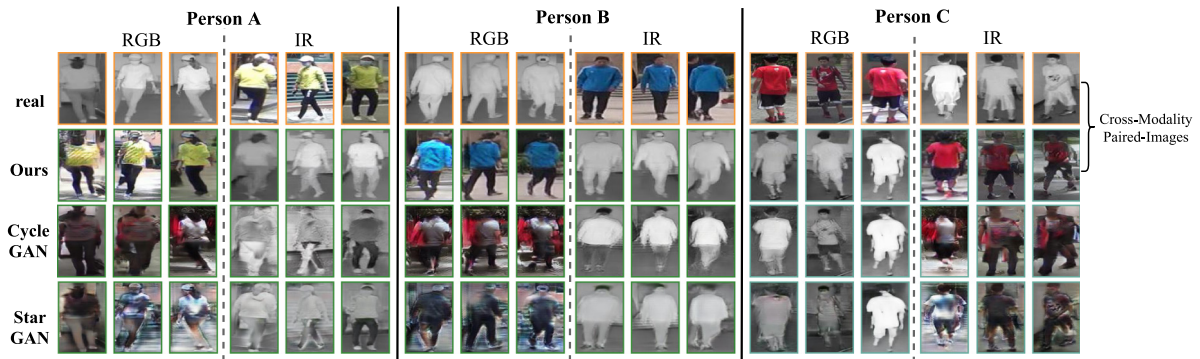 Person A
Person B
Person C
RGB
IR
RGB
IR
RGB
IR
real
Ours
Cycle
GAN
Star
GAN
Cross-Modality
Paired-Images